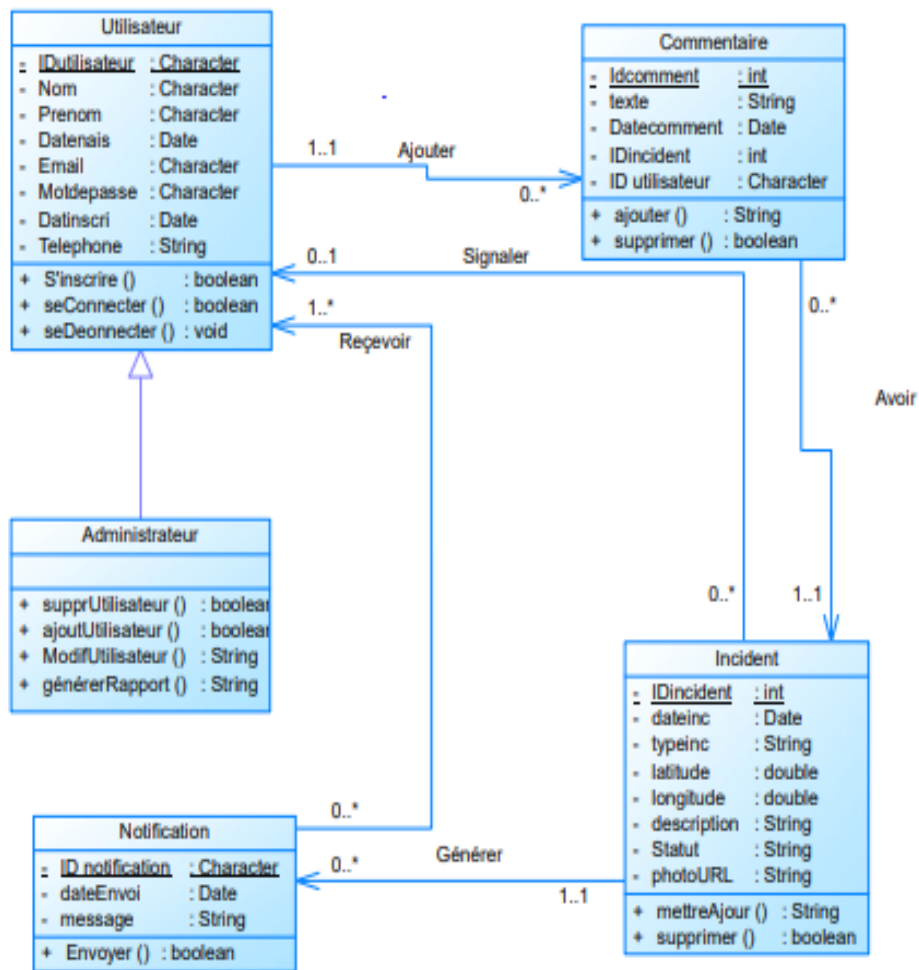 Utilisateur
- IDutilisateur : Character
- Nom : Character
- Prenom : Character
- Datenais : Date
- Email : Character
- Motdepasse : Character
- Datinscri : Date
- Telephone : String
+ S'inscrire () : boolean
+ seConnecter () : boolean
+ seDeonnecter () : void
Commentaire
- Idcomment : int
- texte : String
- Datecomment : Date
- IDincident : int
- ID utilisateur : Character
+ ajouter () : String
+ supprimer () : boolean
1..1
Ajouter
0..*
0..1
Signaler
1..*
Reçevoir
0..*
Avoir
Administrateur
+ supprUtilisateur () : boolean
+ ajoutUtilisateur () : boolean
+ ModifUtilisateur () : String
+ générerRapport () : String
0..*
1..1
Incident
- IDincident : int
- dateinc : Date
- typeinc : String
- latitude : double
- longitude : double
- description : String
- Statut : String
- photoURL : String
+ mettreAjour () : String
+ supprimer () : boolean
Notification
- ID notification : Character
- dateEnvoi : Date
- message : String
+ Envoyer () : boolean
0..*
0..*
Générer
1..1